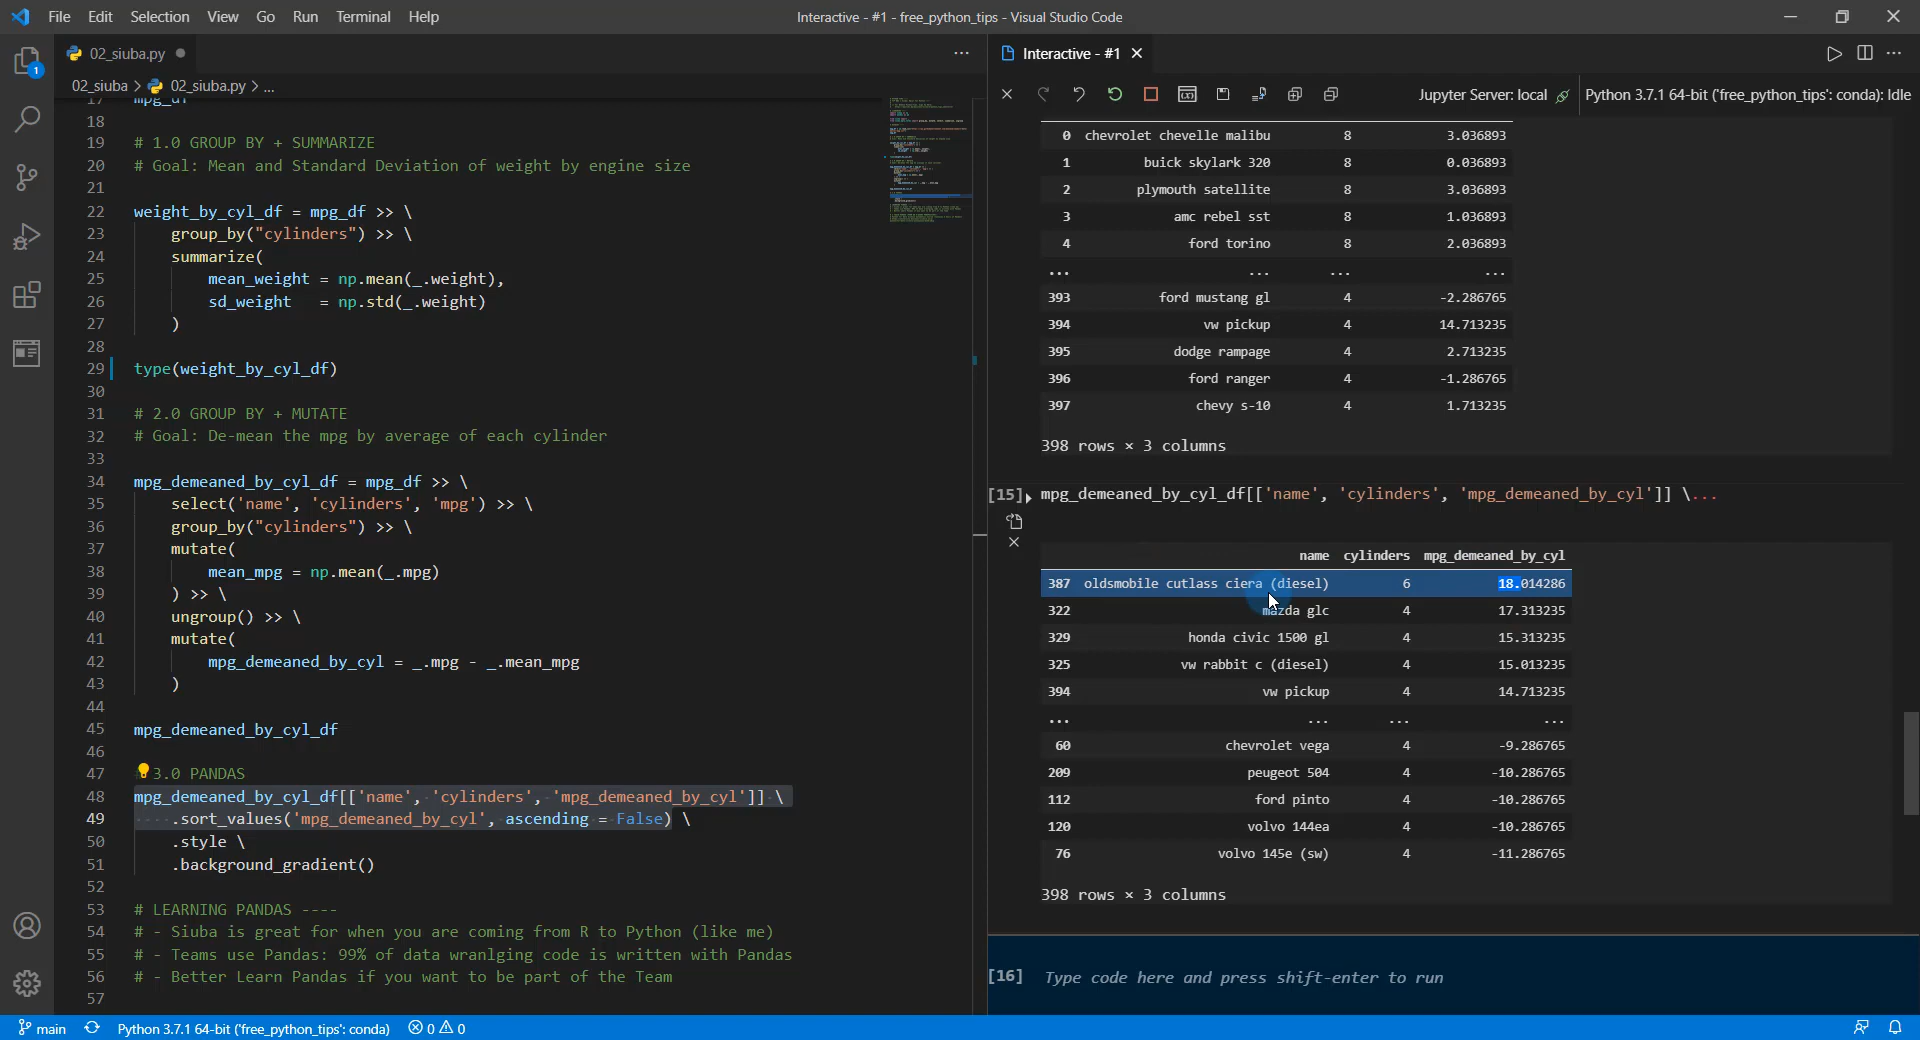 File Edit Selection View Go Run Terminal Help
Interactive - #1 - free_python_tips - Visual Studio Code
02_siuba.py
02_siuba > 02_siuba.py > ...
17 mpg_df
18
19 # 1.0 GROUP BY + SUMMARIZE
20 # Goal: Mean and Standard Deviation of weight by engine size
21
22 weight_by_cyl_df = mpg_df >> \
23 group_by("cylinders") >> \
24 summarize(
25 mean_weight = np.mean(_.weight),
26 sd_weight = np.std(_.weight)
27 )
28
29 type(weight_by_cyl_df)
30
31 # 2.0 GROUP BY + MUTATE
32 # Goal: De-mean the mpg by average of each cylinder
33
34 mpg_demeaned_by_cyl_df = mpg_df >> \
35 select('name', 'cylinders', 'mpg') >> \
36 group_by("cylinders") >> \
37 mutate(
38 mean_mpg = np.mean(_.mpg)
39 ) >> \
40 ungroup() >> \
41 mutate(
42 mpg_demeaned_by_cyl = _.mpg - _.mean_mpg
43 )
44
45 mpg_demeaned_by_cyl_df
46
47 3.0 PANDAS
48 mpg_demeaned_by_cyl_df[['name', 'cylinders', 'mpg_demeaned_by_cyl']] \
49 .sort_values('mpg_demeaned_by_cyl', ascending = False) \
50 .style \
51 .background_gradient()
52
53 # LEARNING PANDAS ----
54 # - Siuba is great for when you are coming from R to Python (like me)
55 # - Teams use Pandas: 99% of data wranlging code is written with Pandas
56 # - Better Learn Pandas if you want to be part of the Team
57
Interactive - #1
Jupyter Server: local
Python 3.7.1 64-bit ('free_python_tips': conda): Idle
0 chevrolet chevelle malibu 8 3.036893
1 buick skylark 320 8 0.036893
2 plymouth satellite 8 3.036893
3 amc rebel sst 8 1.036893
4 ford torino 8 2.036893
... ... ... ...
393 ford mustang gl 4 -2.286765
394 vw pickup 4 14.713235
395 dodge rampage 4 2.713235
396 ford ranger 4 -1.286765
397 chevy s-10 4 1.713235
398 rows × 3 columns
[15] mpg_demeaned_by_cyl_df[['name', 'cylinders', 'mpg_demeaned_by_cyl']] \...
name cylinders mpg_demeaned_by_cyl
387 oldsmobile cutlass ciera (diesel) 6 18.014286
322 mazda glc 4 17.313235
329 honda civic 1500 gl 4 15.313235
325 vw rabbit c (diesel) 4 15.013235
394 vw pickup 4 14.713235
... ... ... ...
60 chevrolet vega 4 -9.286765
209 peugeot 504 4 -10.286765
112 ford pinto 4 -10.286765
120 volvo 144ea 4 -10.286765
76 volvo 145e (sw) 4 -11.286765
398 rows × 3 columns
[16] Type code here and press shift-enter to run
main Python 3.7.1 64-bit ('free_python_tips': conda) 0 0
1